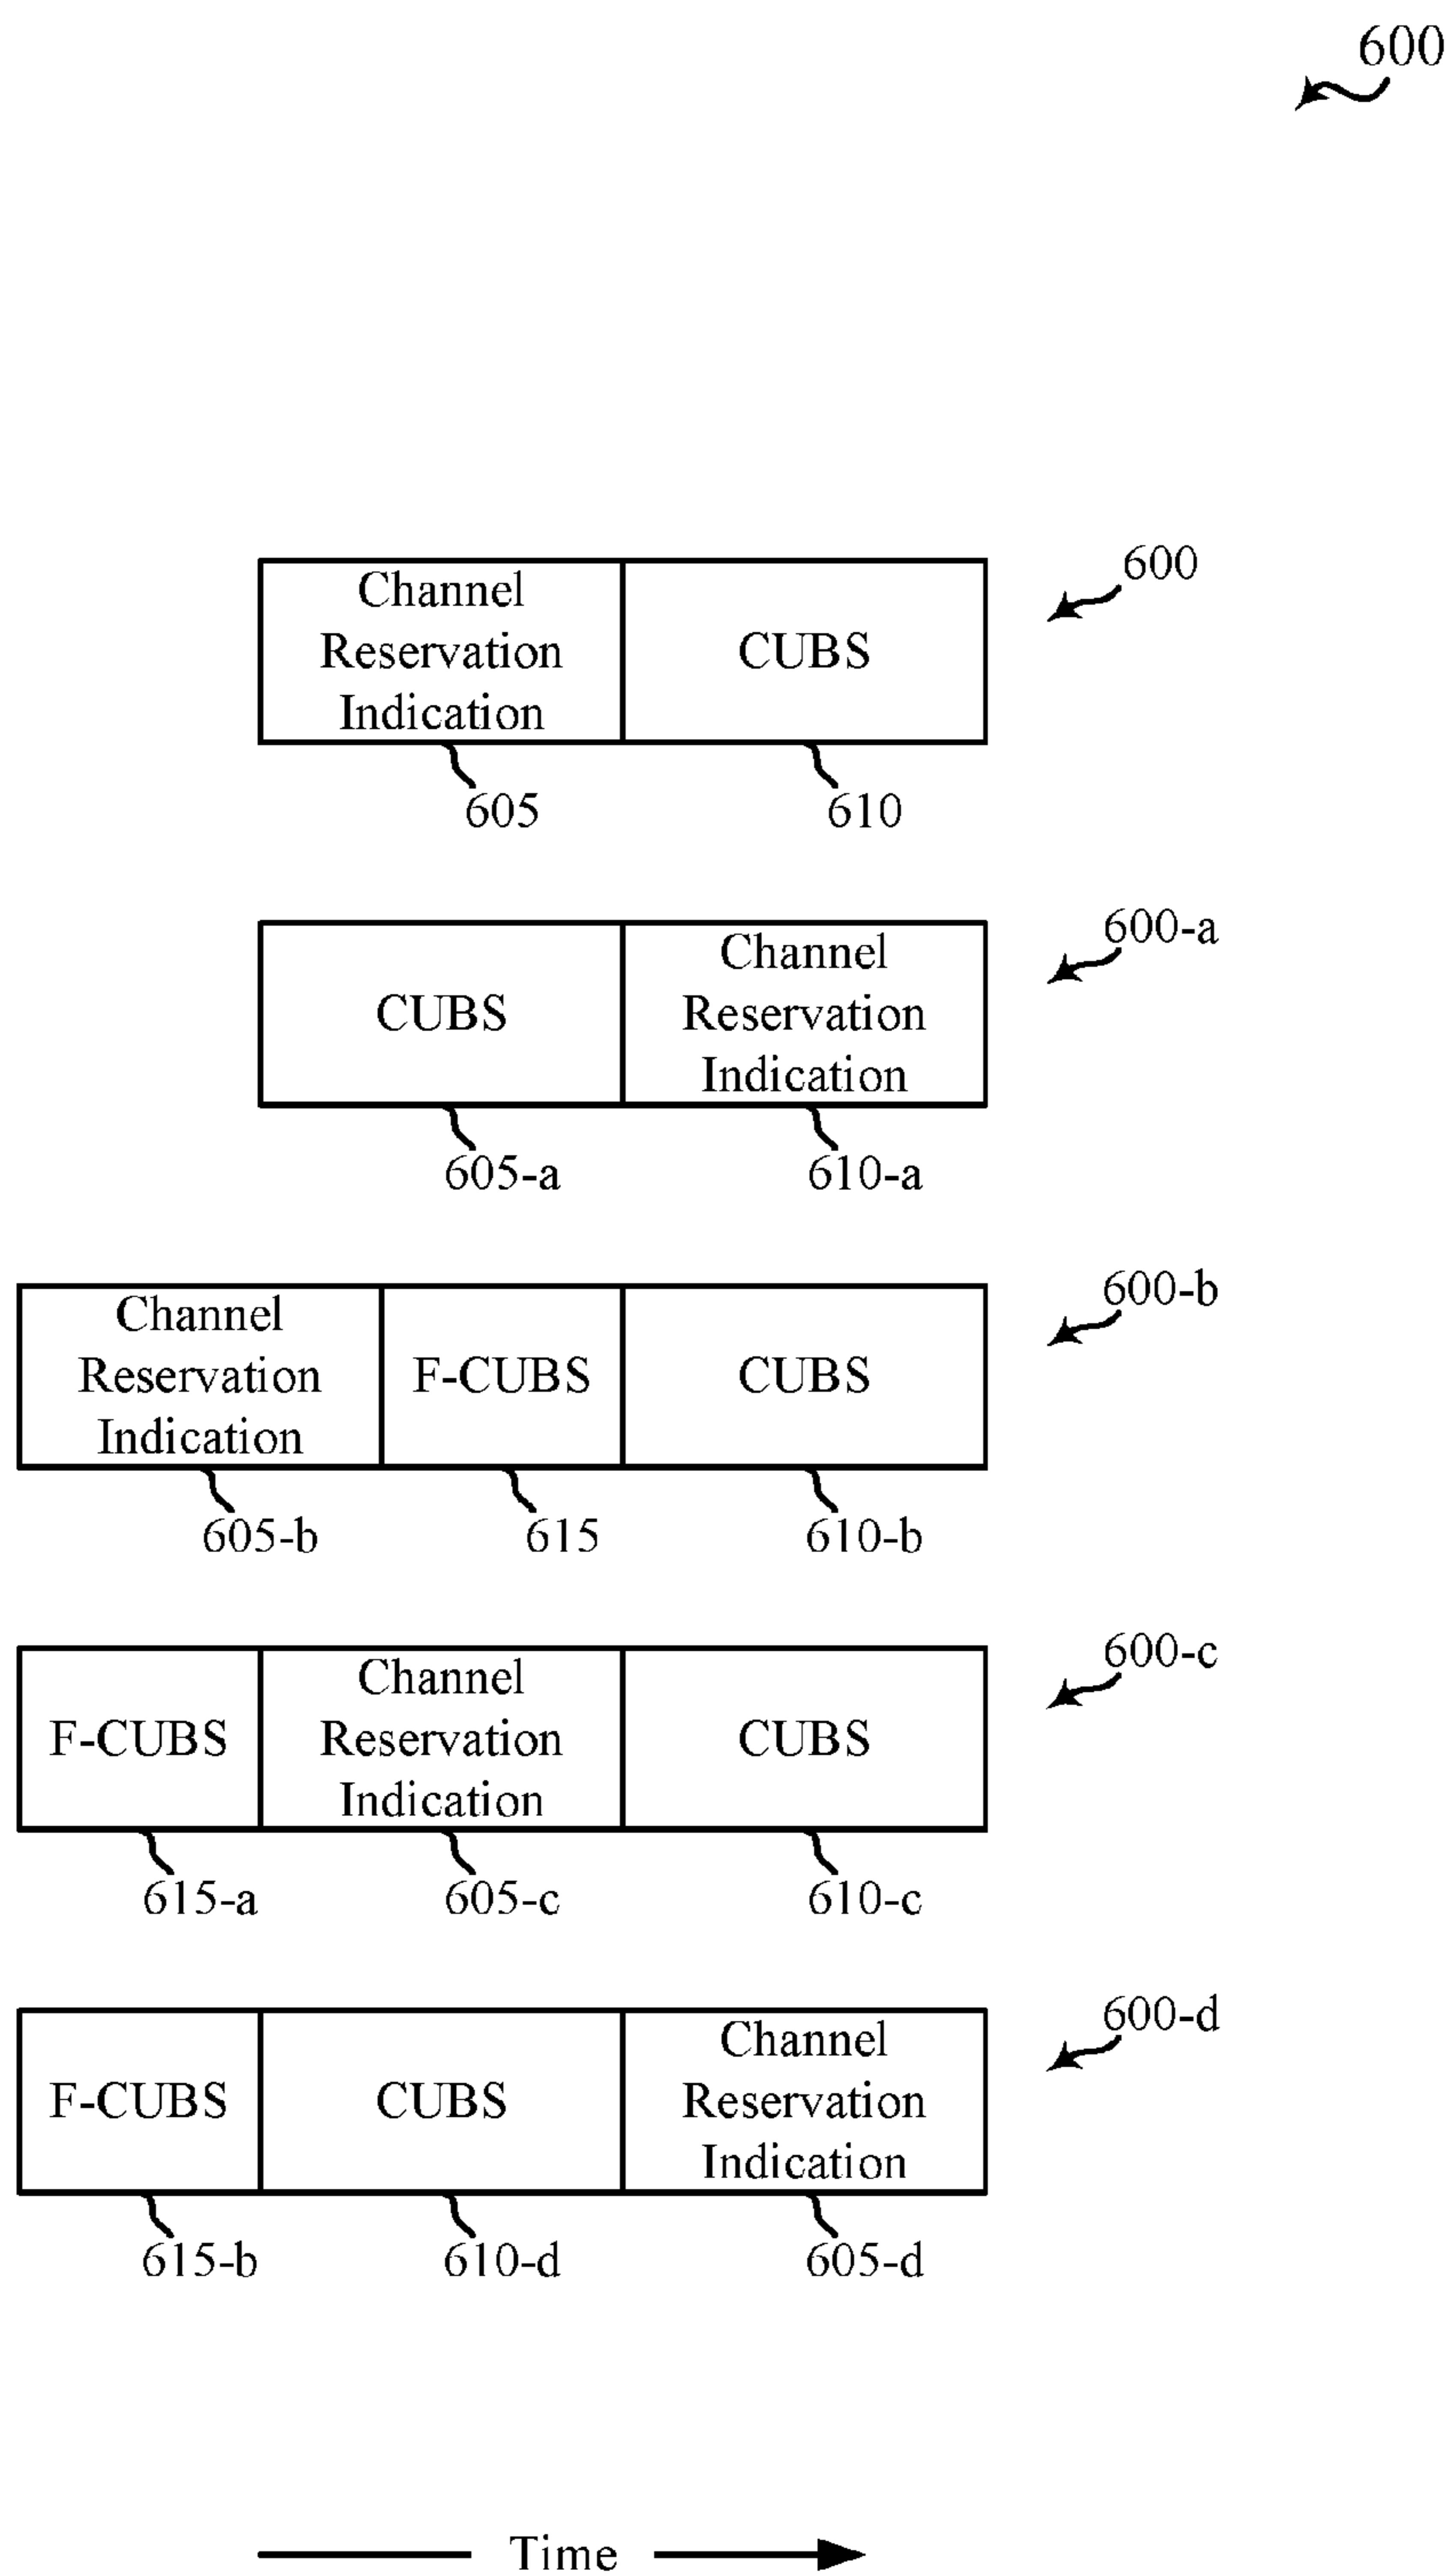 600
600
Channel
Reservation
Indication
CUBS
605
610
600-a
CUBS
Channel
Reservation
Indication
605-a
610-a
600-b
Channel
Reservation
Indication
F-CUBS
CUBS
605-b
615
610-b
600-c
F-CUBS
Channel
Reservation
Indication
CUBS
615-a
605-c
610-c
600-d
F-CUBS
CUBS
Channel
Reservation
Indication
615-b
610-d
605-d
Time